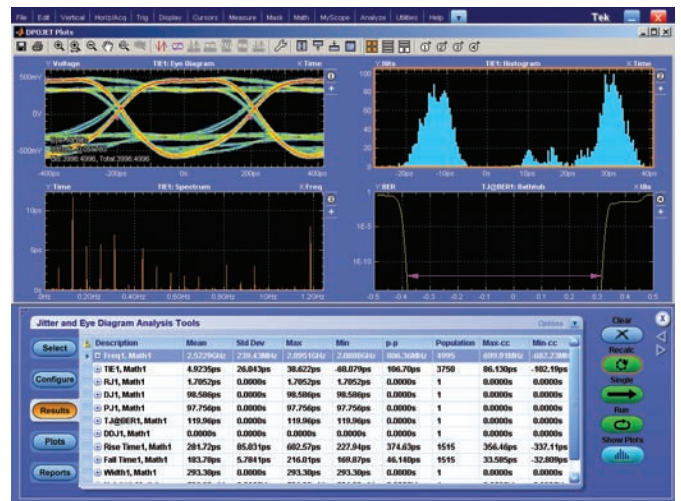 File Edit Vertical Horiz/Acq Trig Display Cursors Measure Mask Math MyScope Analyze Utilities Help Tek
DPOJET Plots
Y:Voltage TIE1: Eye Diagram X:Time
500mV
0V
-500mV
-400ps -200ps 0s 200ps 400ps
Y:Hits TIE1: Histogram X:Time
100
80
60
40
20
0
-20ps -10ps 0s 10ps 20ps 30ps 40ps
Y:Time TIE1: Spectrum X:Freq
10ps
5ps
0s
0Hz 0.20GHz 0.40GHz 0.60GHz 0.80GHz 1.20GHz
Y:BER TJ@BER1: Bathtub X:UIs
1
1E-5
1E-10
-0.5 -0.4 -0.3 -0.2 -0.1 0 0.1 0.2 0.3 0.4 0.5
Jitter and Eye Diagram Analysis Tools Options Clear
Select Configure Results Plots Reports
Description Mean Std Dev Max Min p-p Population Max-cc Min-cc
Freq1, Math1 2.5229GHz 239.43MHz 2.8951GHz 2.0888GHz 806.36MHz 4995
TIE1, Math1 4.9235ps 26.043ps 38.622ps -68.079ps 106.70ps 3750 86.130ps -102.19ps
RJ1, Math1 1.7052ps 0.0000s 1.7052ps 1.7052ps 0.0000s 1 0.0000s 0.0000s
DJ1, Math1 98.586ps 0.0000s 98.586ps 98.586ps 0.0000s 1 0.0000s 0.0000s
PJ1, Math1 97.756ps 0.0000s 97.756ps 97.756ps 0.0000s 1 0.0000s 0.0000s
TJ@BER1, Math1 119.96ps 0.0000s 119.96ps 119.96ps 0.0000s 1 0.0000s 0.0000s
DDJ1, Math1 0.0000s 0.0000s 0.0000s 0.0000s 0.0000s 1 0.0000s 0.0000s
Rise Time1, Math1 281.72ps 85.031ps 602.57ps 227.94ps 374.63ps 1515 356.46ps -337.11ps
Fall Time1, Math1 183.78ps 5.7841ps 216.01ps 169.87ps 46.140ps 1515 33.585ps -32.809ps
Width1, Math1 293.30ps 0.0000s 293.30ps 293.30ps 0.0000s 1 0.0000s 0.0000s
Recalc
Single
Run
Show Plots